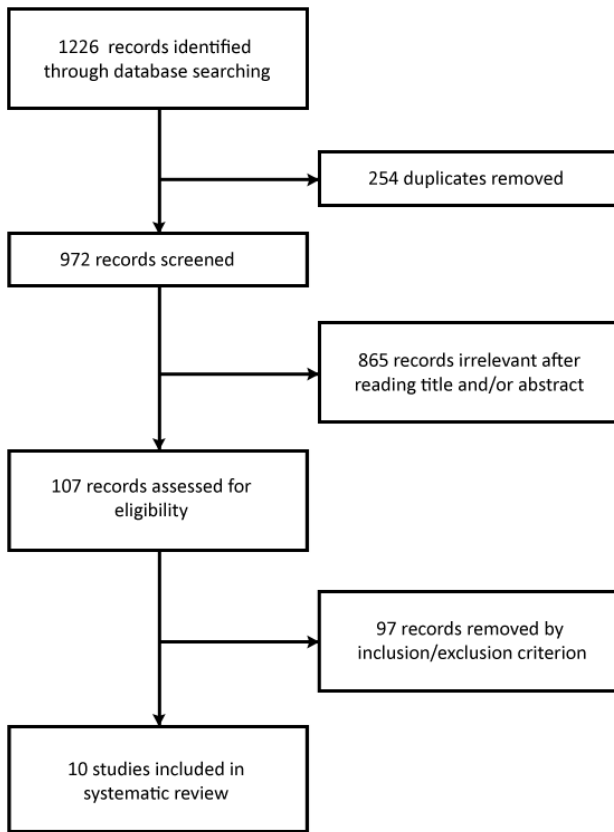 1226 records identified
through database searching
254 duplicates removed
972 records screened
865 records irrelevant after
reading title and/or abstract
107 records assessed for
eligibility
97 records removed by
inclusion/exclusion criterion
10 studies included in
systematic review